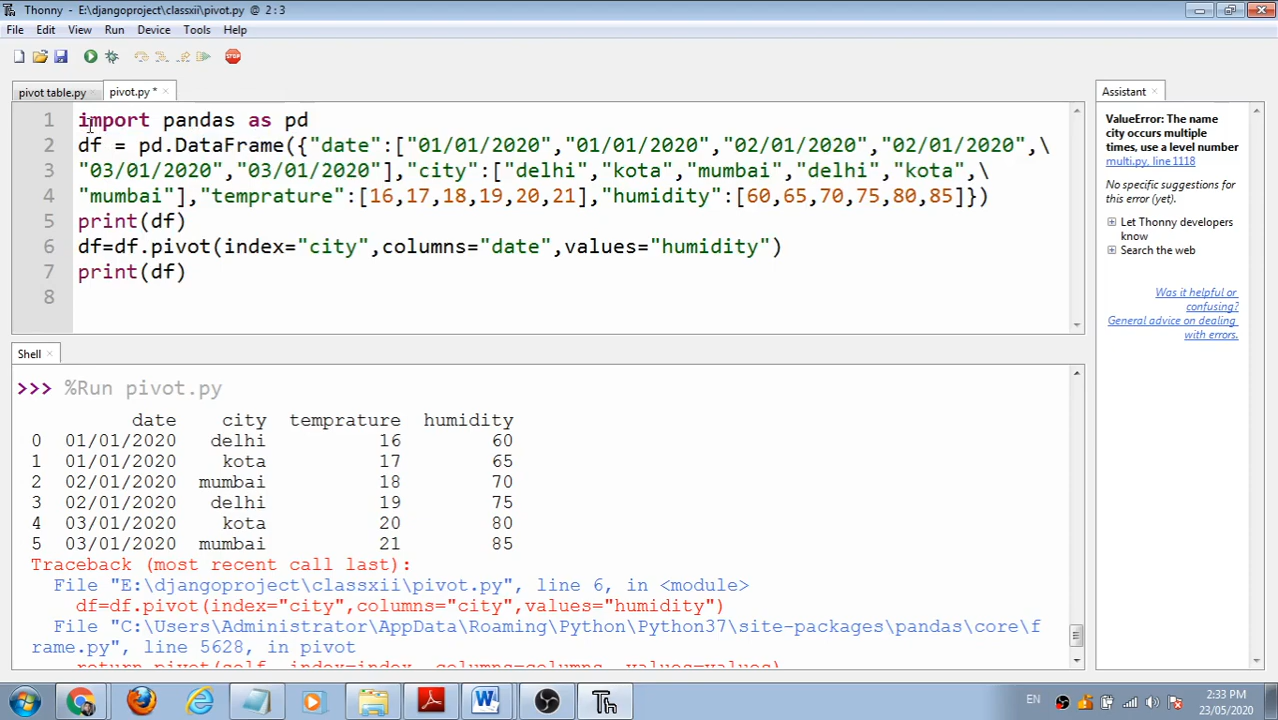 Thonny - E:\djangoproject\classxii\pivot.py @ 2:3
File Edit View Run Device Tools Help
STOP
pivot table.py
pivot.py *
1 import pandas as pd
2 df = pd.DataFrame({"date":["01/01/2020","01/01/2020","02/01/2020","02/01/2020",\
3 "03/01/2020","03/01/2020"],"city":["delhi","kota","mumbai","delhi","kota",\
4 "mumbai"],"temprature":[16,17,18,19,20,21],"humidity":[60,65,70,75,80,85]})
5 print(df)
6 df=df.pivot(index="city",columns="date",values="humidity")
7 print(df)
8
Shell
>>> %Run pivot.py
date city temprature humidity
0 01/01/2020 delhi 16 60
1 01/01/2020 kota 17 65
2 02/01/2020 mumbai 18 70
3 02/01/2020 delhi 19 75
4 03/01/2020 kota 20 80
5 03/01/2020 mumbai 21 85
Traceback (most recent call last):
File "E:\djangoproject\classxii\pivot.py", line 6, in <module>
df=df.pivot(index="city",columns="city",values="humidity")
File "C:\Users\Administrator\AppData\Roaming\Python\Python37\site-packages\pandas\core\f
rame.py", line 5628, in pivot
return pivot(self, index=index, columns=columns, values=values)
Assistant
ValueError: The name
city occurs multiple
times, use a level number
multi.py, line 1118
No specific suggestions for
this error (yet).
Let Thonny developers
know
Search the web
Was it helpful or
confusing?
General advice on dealing
with errors.
EN
2:33 PM
23/05/2020